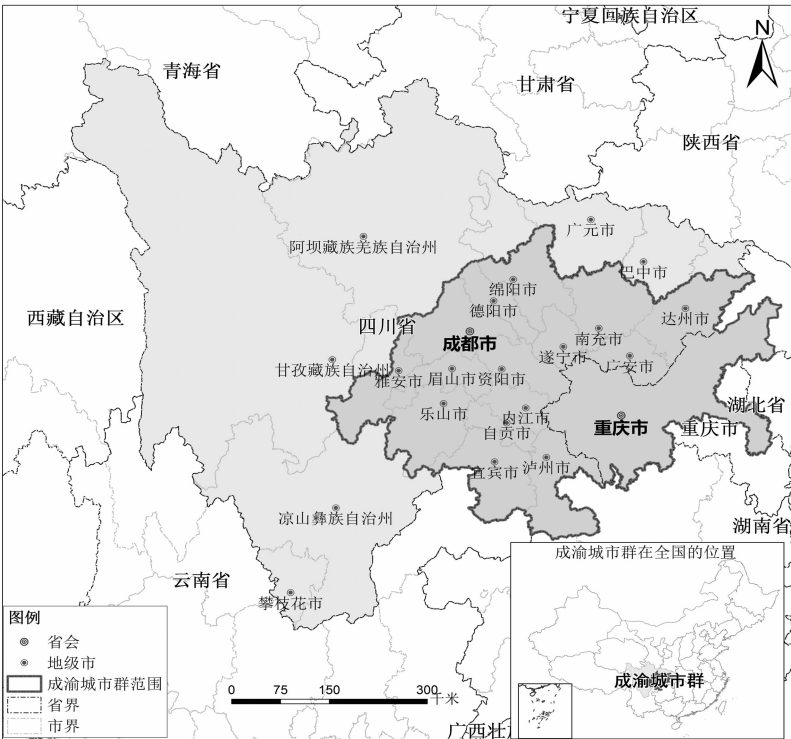 宁夏回族自治区
N
青海省
甘肃省
陕西省
广元市
阿坝藏族羌族自治州
巴中市
绵阳市
德阳市
西藏自治区
四川省
达州市
南充市
成都市
遂宁市
广安市
甘孜藏族自治州
雅安市
眉山市
资阳市
湖北省
乐山市
内江市
自贡市
重庆市
重庆市
宜宾市
泸州市
凉山彝族自治州
湖南省
云南省
攀枝花市
成渝城市群在全国的位置
成渝城市群
图例
省会
地级市
成渝城市群范围
省界
市界
0 75 150 300
千米
广西壮